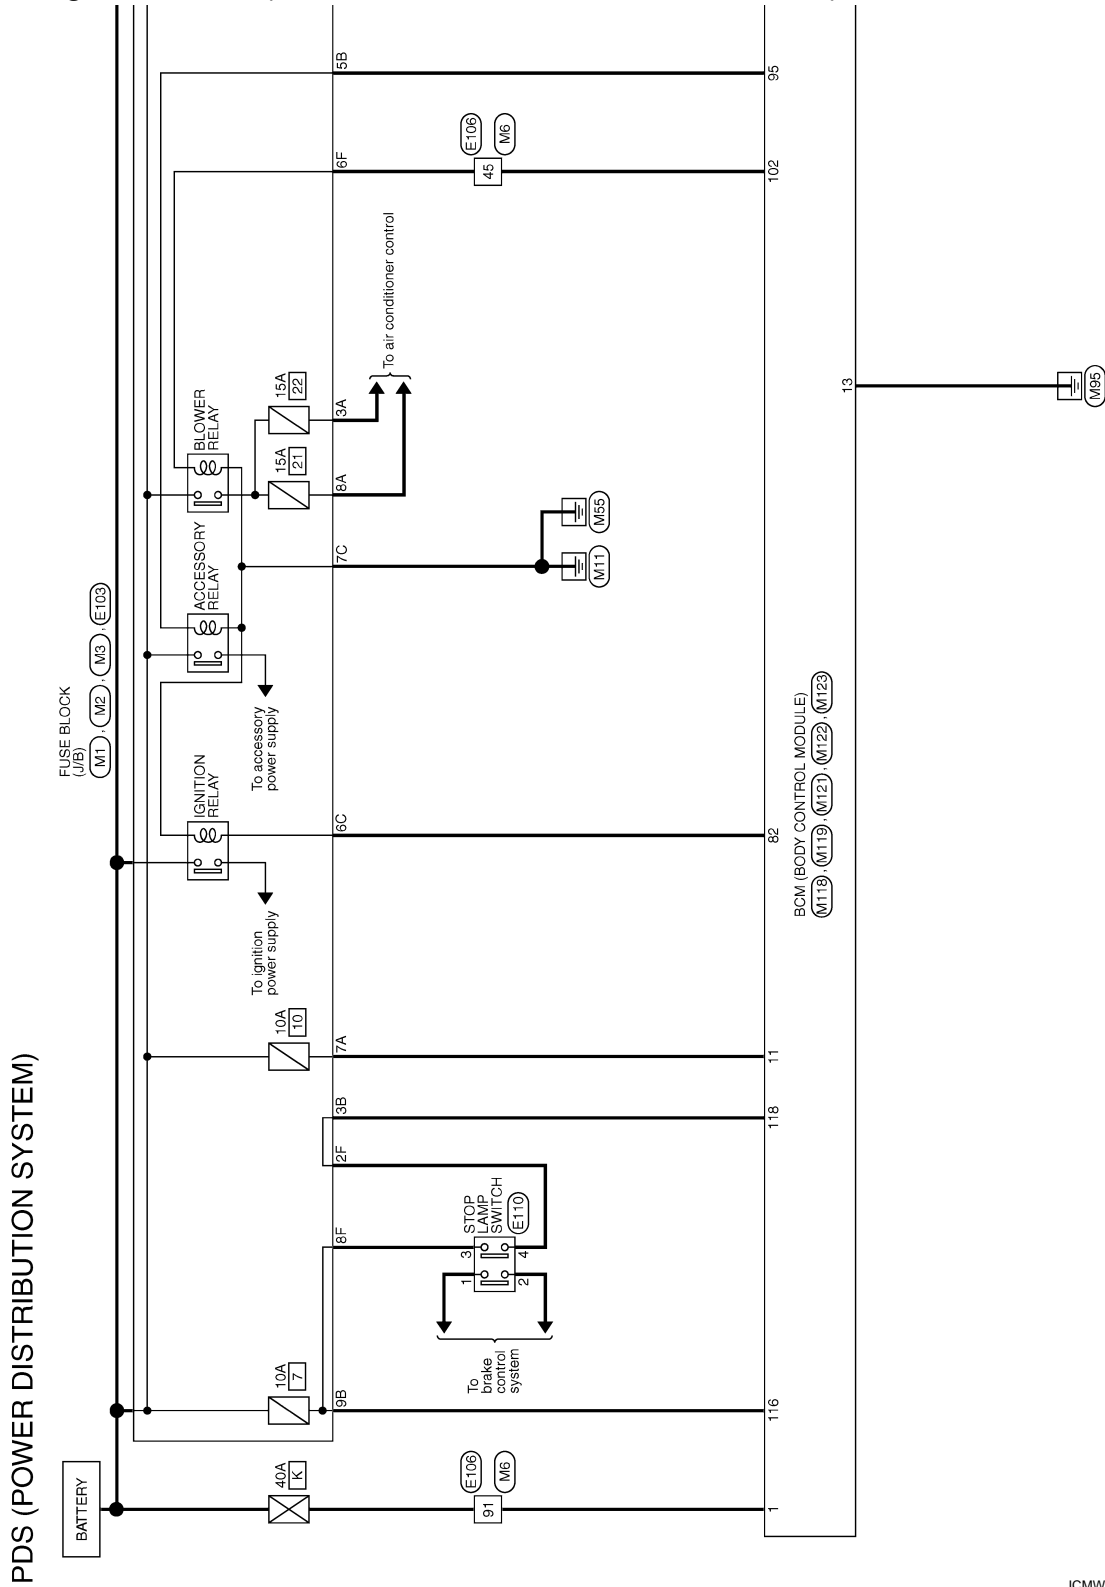 PDS (POWER DISTRIBUTION SYSTEM)
BATTERY
FUSE BLOCK
(J/B)
M1 , M2 , M3 , E103
40A
K
10A
7
10A
10
IGNITION
RELAY
To ignition
power supply
ACCESSORY
RELAY
To accessory
power supply
BLOWER
RELAY
15A
21
15A
22
9B
8F
2F
3B
7A
6C
7C
8A
3A
6F
5B
To air conditioner control
E106
M6
91
To
brake
control
system
1
3
2
4
STOP
LAMP
SWITCH
E110
M11
M55
E106
M6
45
1
116
118
11
82
102
95
BCM (BODY CONTROL MODULE)
M118 , M119 , M121 , M122 , M123
13
M95